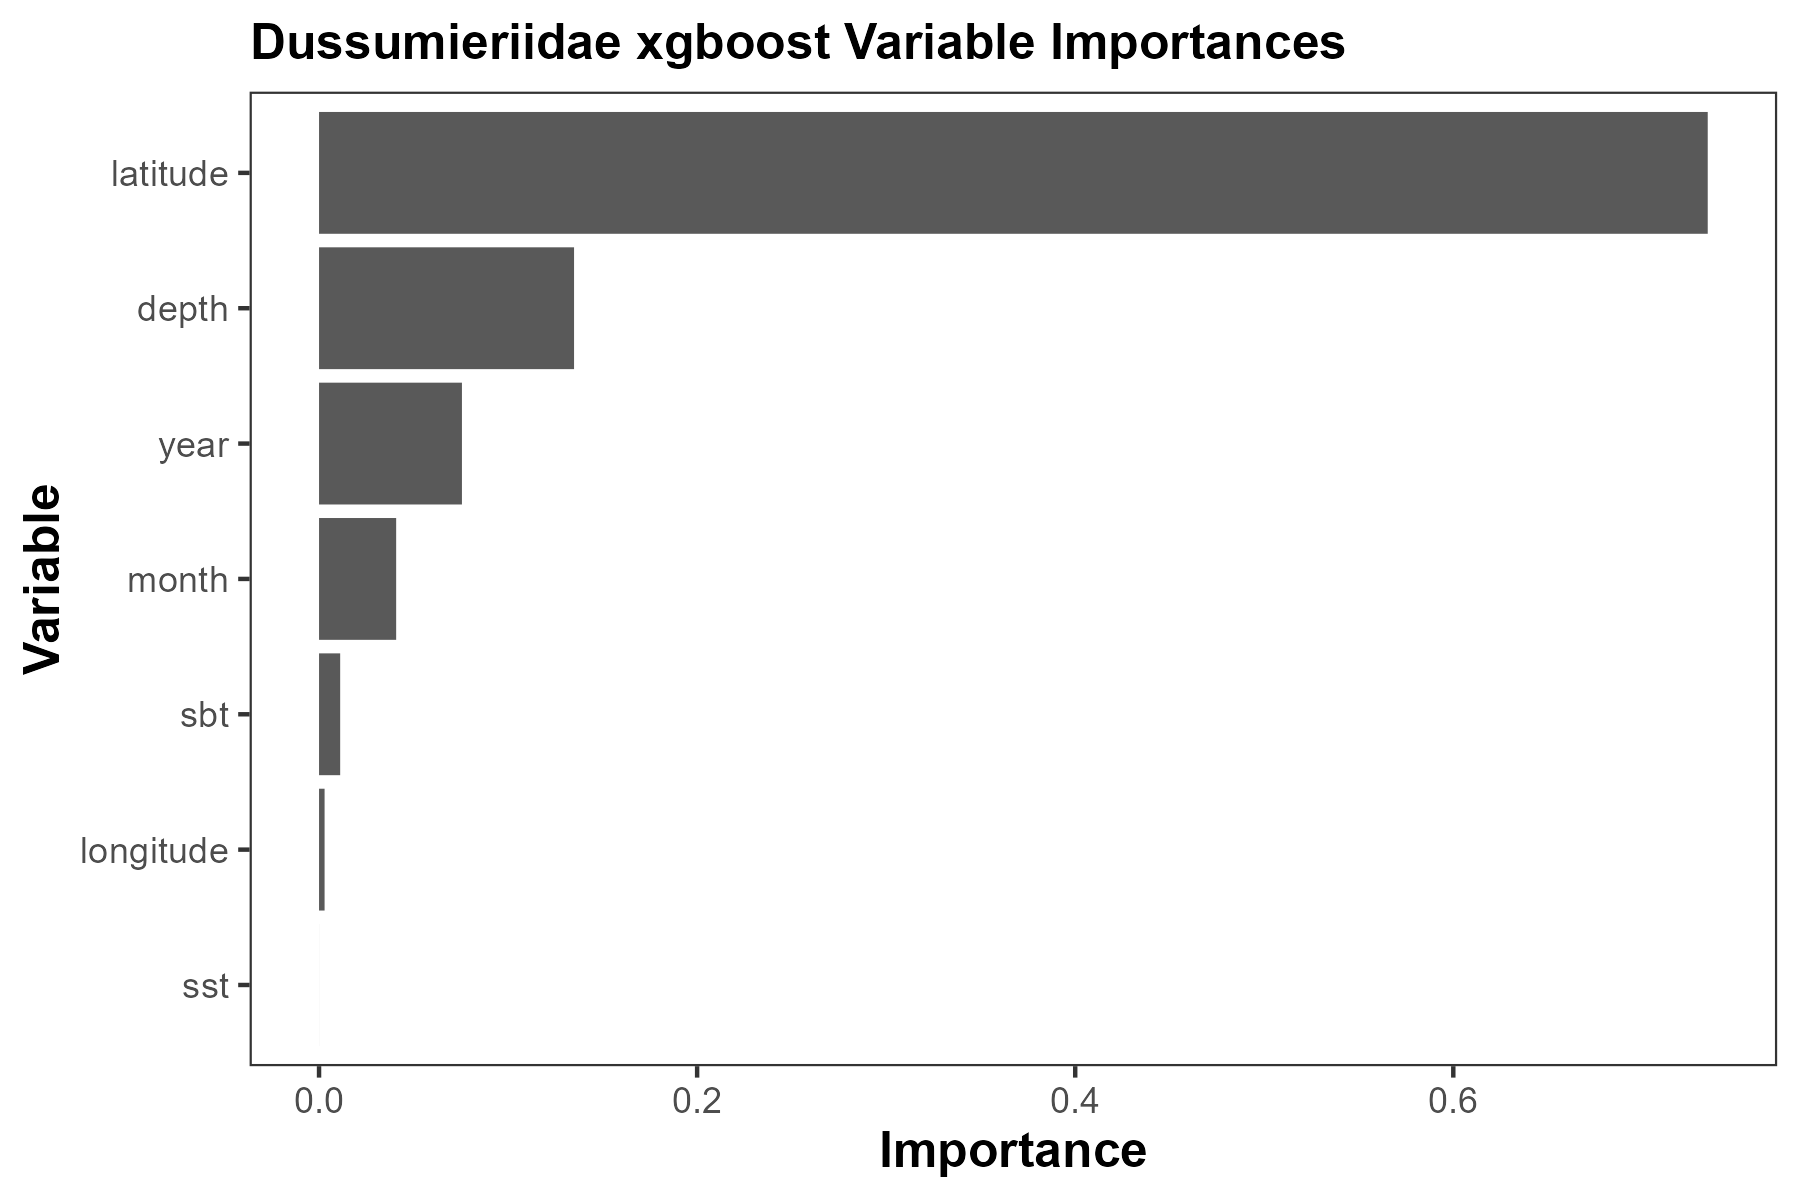 Dussumieriidae xgboost Variable Importances
Variable
latitude
depth
year
month
sbt
longitude
sst
0.0 0.2 0.4 0.6
Importance